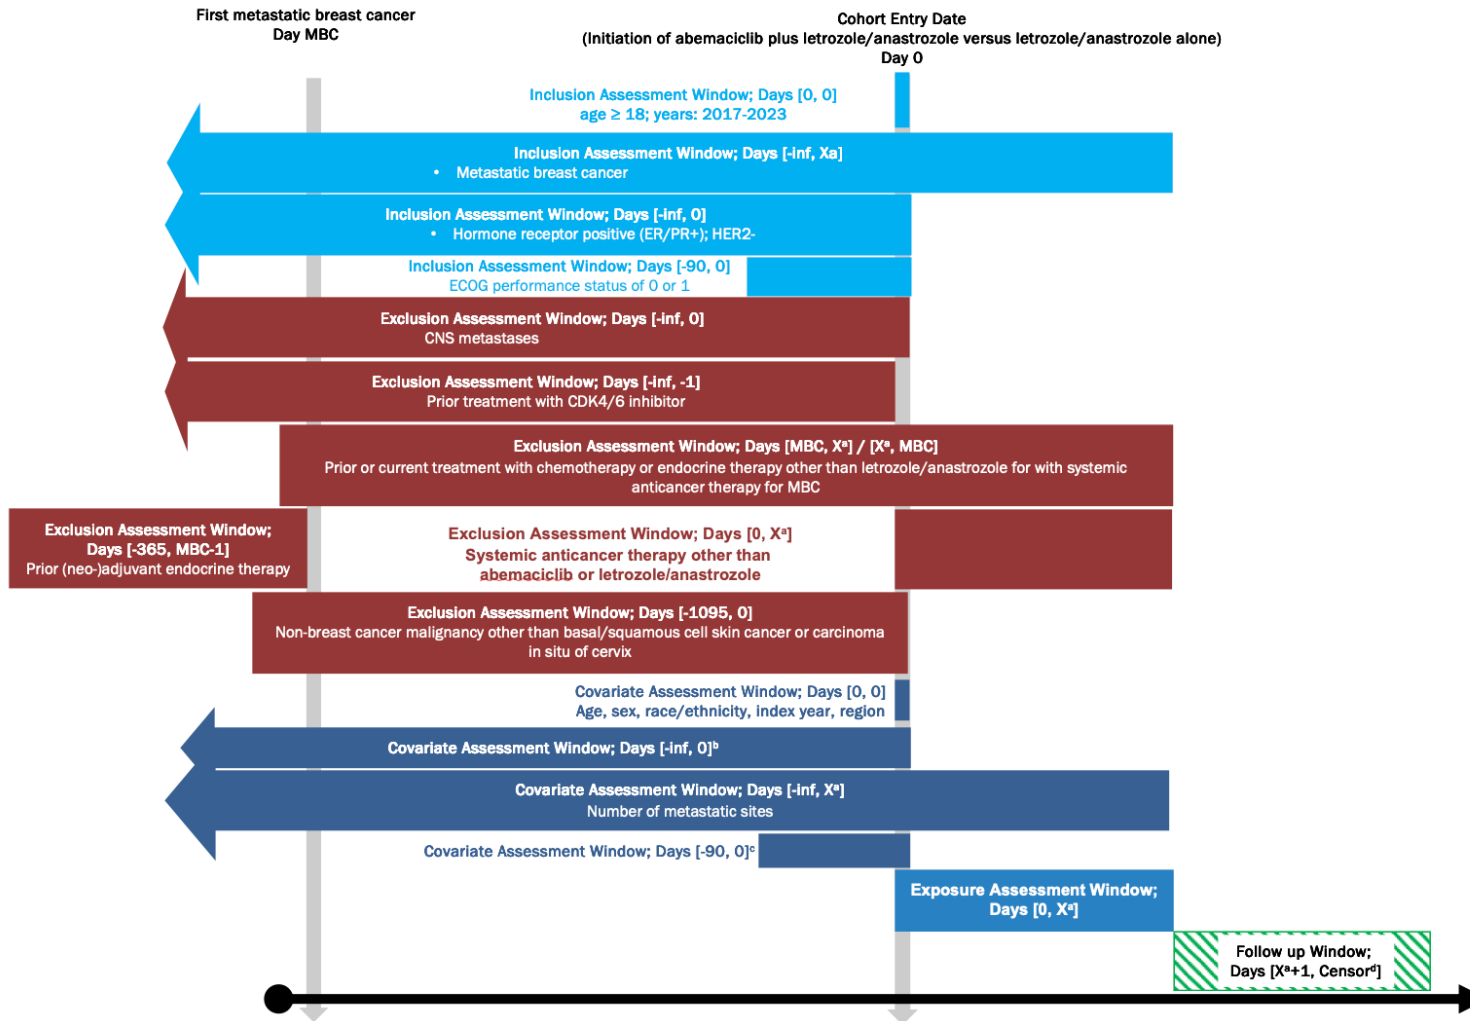 First metastatic breast cancer
Day MBC
Cohort Entry Date
(Initiation of abemaciclib plus letrozole/anastrozole versus letrozole/anastrozole alone)
Day 0
Inclusion Assessment Window; Days [0, 0]
age ≥ 18; years: 2017-2023
Inclusion Assessment Window; Days [-inf, Xa]
• Metastatic breast cancer
Inclusion Assessment Window; Days [-inf, 0]
• Hormone receptor positive (ER/PR+); HER2-
Inclusion Assessment Window; Days [-90, 0]
ECOG performance status of 0 or 1
Exclusion Assessment Window; Days [-inf, 0]
CNS metastases
Exclusion Assessment Window; Days [-inf, -1]
Prior treatment with CDK4/6 inhibitor
Exclusion Assessment Window; Days [MBC, Xᵃ] / [Xᵃ, MBC]
Prior or current treatment with chemotherapy or endocrine therapy other than letrozole/anastrozole for with systemic
anticancer therapy for MBC
Exclusion Assessment Window;
Days [-365, MBC-1]
Prior (neo-)adjuvant endocrine therapy
Exclusion Assessment Window; Days [0, Xᵃ]
Systemic anticancer therapy other than
abemaciclib or letrozole/anastrozole
Exclusion Assessment Window; Days [-1095, 0]
Non-breast cancer malignancy other than basal/squamous cell skin cancer or carcinoma
in situ of cervix
Covariate Assessment Window; Days [0, 0]
Age, sex, race/ethnicity, index year, region
Covariate Assessment Window; Days [-inf, 0]ᵇ
Covariate Assessment Window; Days [-inf, Xᵃ]
Number of metastatic sites
Covariate Assessment Window; Days [-90, 0]ᶜ
Exposure Assessment Window;
Days [0, Xᵃ]
Follow up Window;
Days [Xᵃ+1, Censorᵈ]